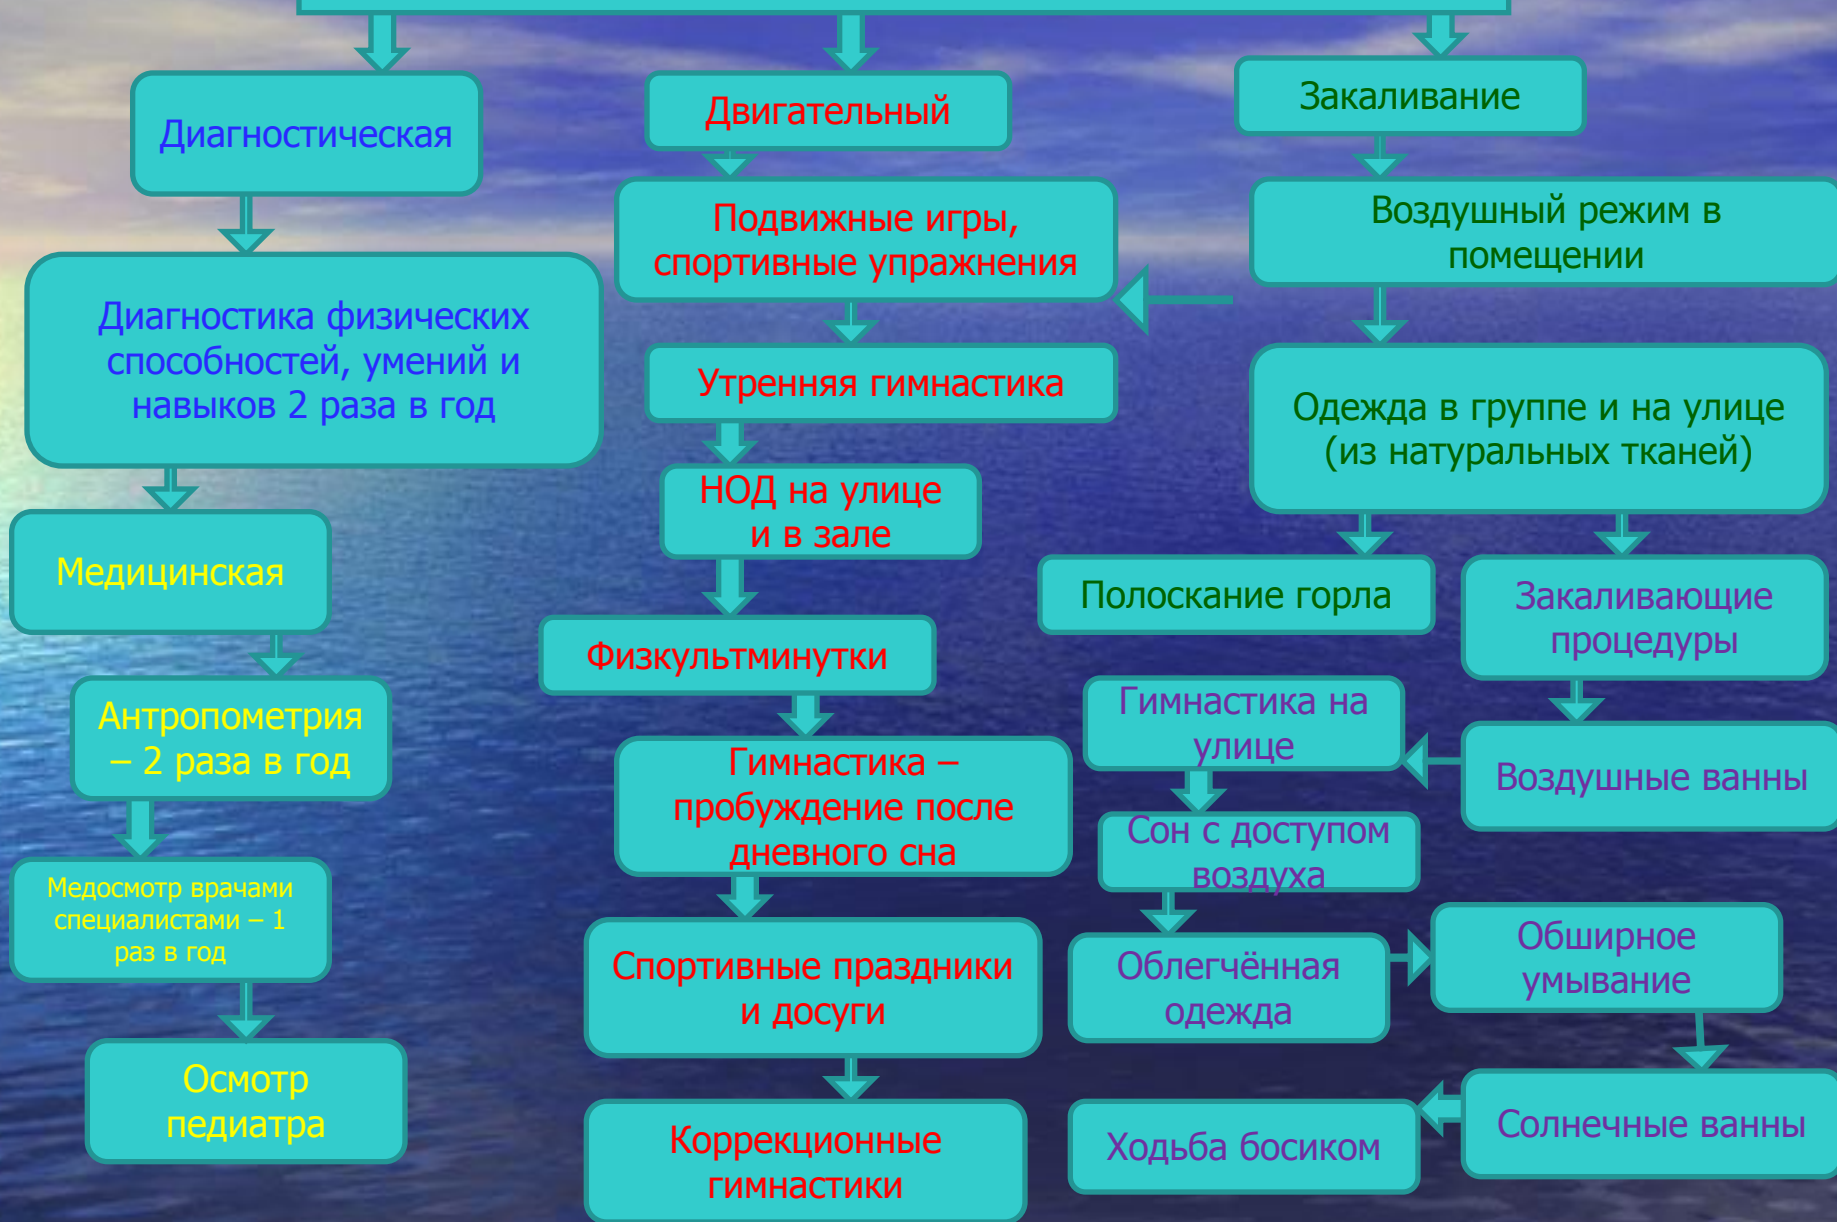 Диагностическая
Диагностика физических
способностей, умений и
навыков 2 раза в год
Медицинская
Антропометрия
– 2 раза в год
Медосмотр врачами
специалистами – 1
раз в год
Осмотр
педиатра
Двигательный
Подвижные игры,
спортивные упражнения
Утренняя гимнастика
НОД на улице
и в зале
Физкультминутки
Гимнастика –
пробуждение после
дневного сна
Спортивные праздники
и досуги
Коррекционные
гимнастики
Закаливание
Воздушный режим в
помещении
Одежда в группе и на улице
(из натуральных тканей)
Полоскание горла
Закаливающие
процедуры
Воздушные ванны
Гимнастика на
улице
Сон с доступом
воздуха
Облегчённая
одежда
Обширное
умывание
Солнечные ванны
Ходьба босиком